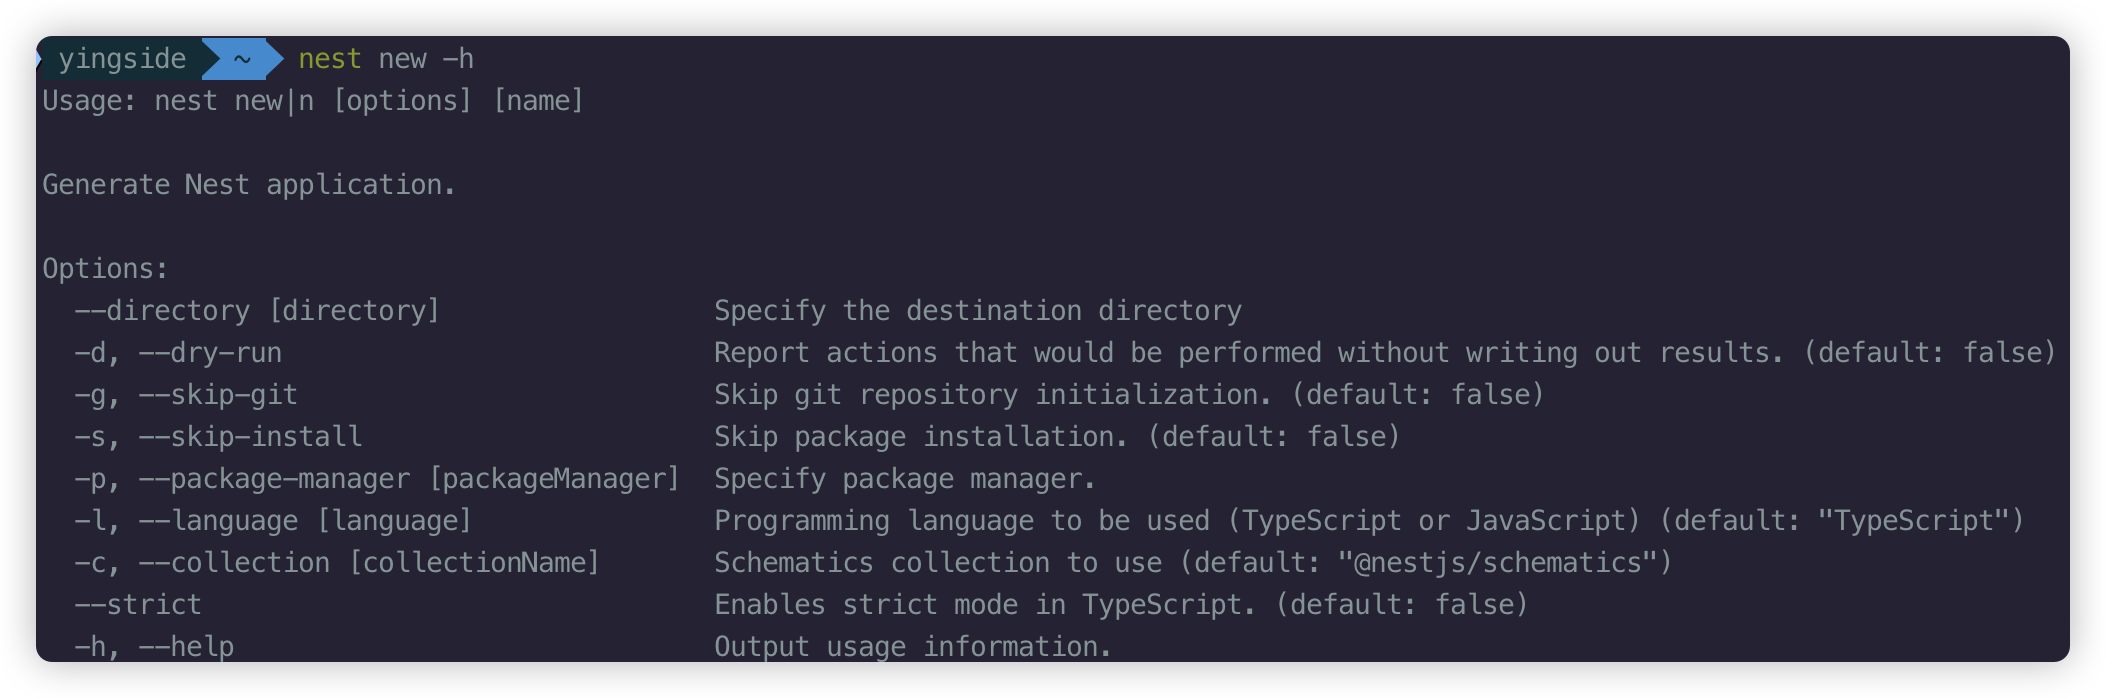 yingside ~ nest new -h
Usage: nest new|n [options] [name]
Generate Nest application.
Options:
--directory [directory] Specify the destination directory
-d, --dry-run Report actions that would be performed without writing out results. (default: false)
-g, --skip-git Skip git repository initialization. (default: false)
-s, --skip-install Skip package installation. (default: false)
-p, --package-manager [packageManager] Specify package manager.
-l, --language [language] Programming language to be used (TypeScript or JavaScript) (default: "TypeScript")
-c, --collection [collectionName] Schematics collection to use (default: "@nestjs/schematics")
--strict Enables strict mode in TypeScript. (default: false)
-h, --help Output usage information.